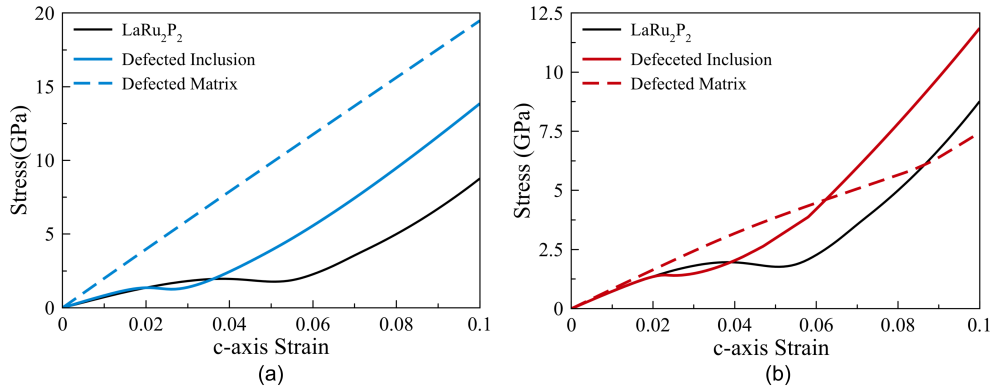 20
15
10
5
0
Stress(GPa)
LaRu₂P₂
Defected Inclusion
Defected Matrix
0
0.02
0.04
0.06
0.08
0.1
c-axis Strain
(a)
12.5
10
7.5
5
2.5
0
Stress (GPa)
LaRu₂P₂
Defeceted Inclusion
Defected Matrix
0
0.02
0.04
0.06
0.08
0.1
c-axis Strain
(b)